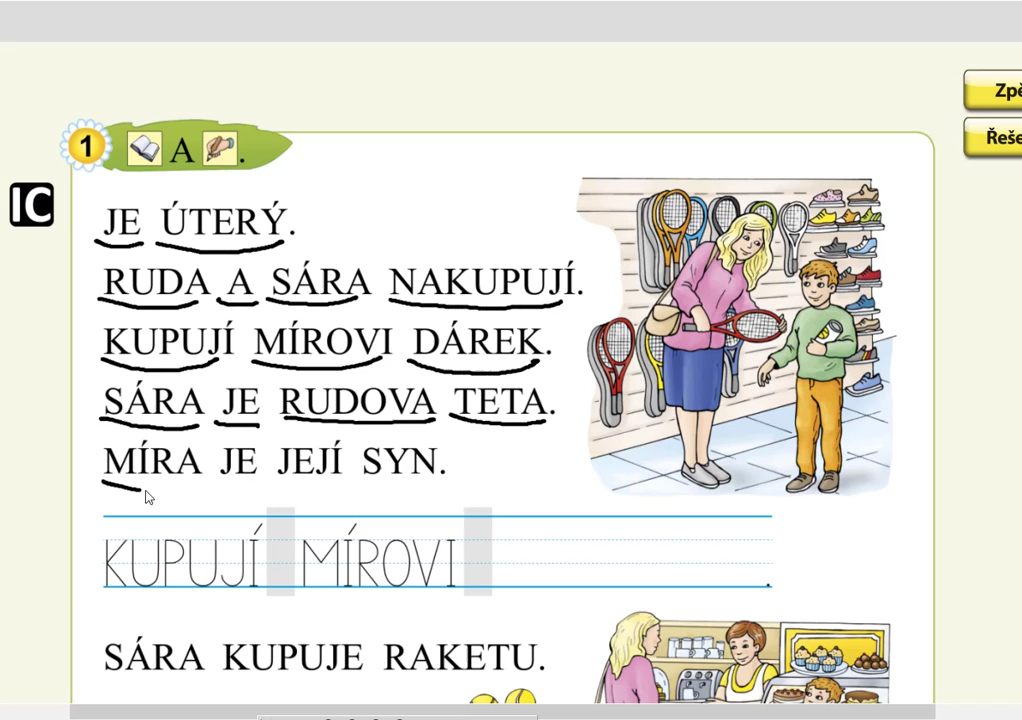 Zpě
1 A .
Řeše
IC
JE ÚTERÝ.
RUDA A SÁRA NAKUPUJÍ.
KUPUJÍ MÍROVI DÁREK.
SÁRA JE RUDOVA TETA.
MÍRA JE JEJÍ SYN.
KUPUJÍ MÍROVI .
SÁRA KUPUJE RAKETU.